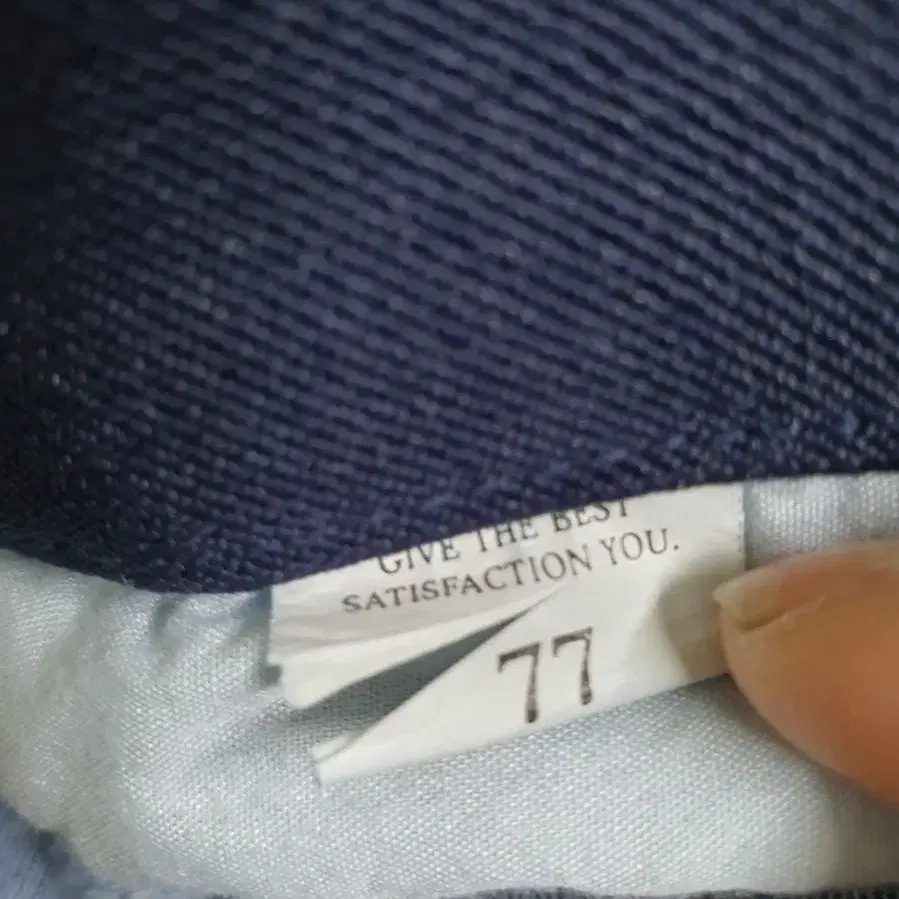 GIVE THE BEST
SATISFACTION YOU.
77